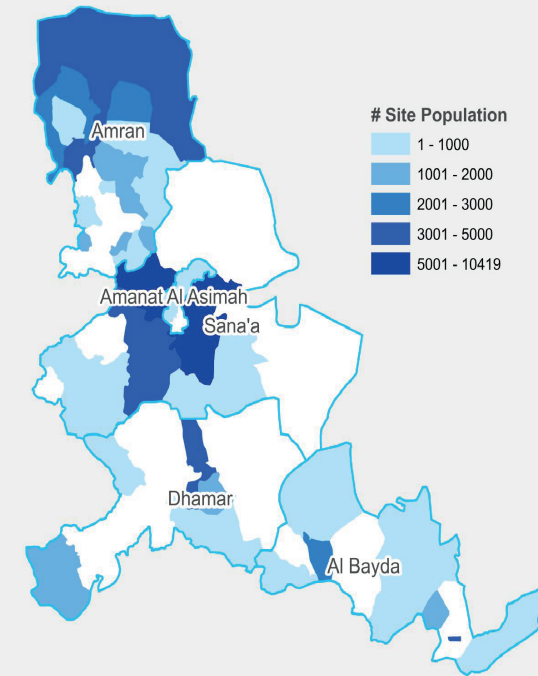 # Site Population
1 - 1000
1001 - 2000
2001 - 3000
3001 - 5000
5001 - 10419
Amran
Amanat Al Asimah
Sana'a
Dhamar
Al Bayda